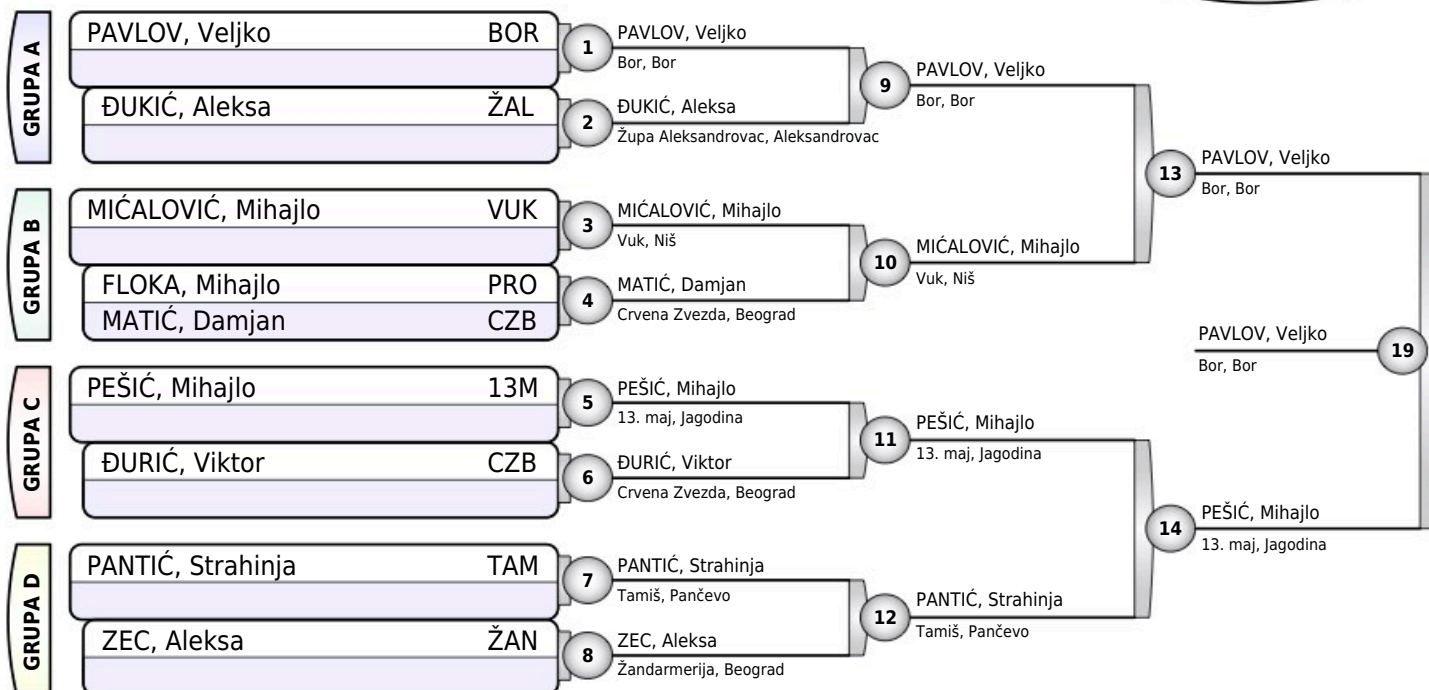 GRUPA A
PAVLOV, Veljko BOR
ĐUKIĆ, Aleksa ŽAL
1
PAVLOV, Veljko
Bor, Bor
2
ĐUKIĆ, Aleksa
Župa Aleksandrovac, Aleksandrovac
9
PAVLOV, Veljko
Bor, Bor
GRUPA B
MIĆALOVIĆ, Mihajlo VUK
FLOKA, Mihajlo PRO
MATIĆ, Damjan CZB
3
MIĆALOVIĆ, Mihajlo
Vuk, Niš
4
MATIĆ, Damjan
Crvena Zvezda, Beograd
10
MIĆALOVIĆ, Mihajlo
Vuk, Niš
13
PAVLOV, Veljko
Bor, Bor
GRUPA C
PEŠIĆ, Mihajlo 13M
ĐURIĆ, Viktor CZB
5
PEŠIĆ, Mihajlo
13. maj, Jagodina
6
ĐURIĆ, Viktor
Crvena Zvezda, Beograd
11
PEŠIĆ, Mihajlo
13. maj, Jagodina
GRUPA D
PANTIĆ, Strahinja TAM
ZEC, Aleksa ŽAN
7
PANTIĆ, Strahinja
Tamiš, Pančevo
8
ZEC, Aleksa
Žandarmerija, Beograd
12
PANTIĆ, Strahinja
Tamiš, Pančevo
14
PEŠIĆ, Mihajlo
13. maj, Jagodina
PAVLOV, Veljko
Bor, Bor
19